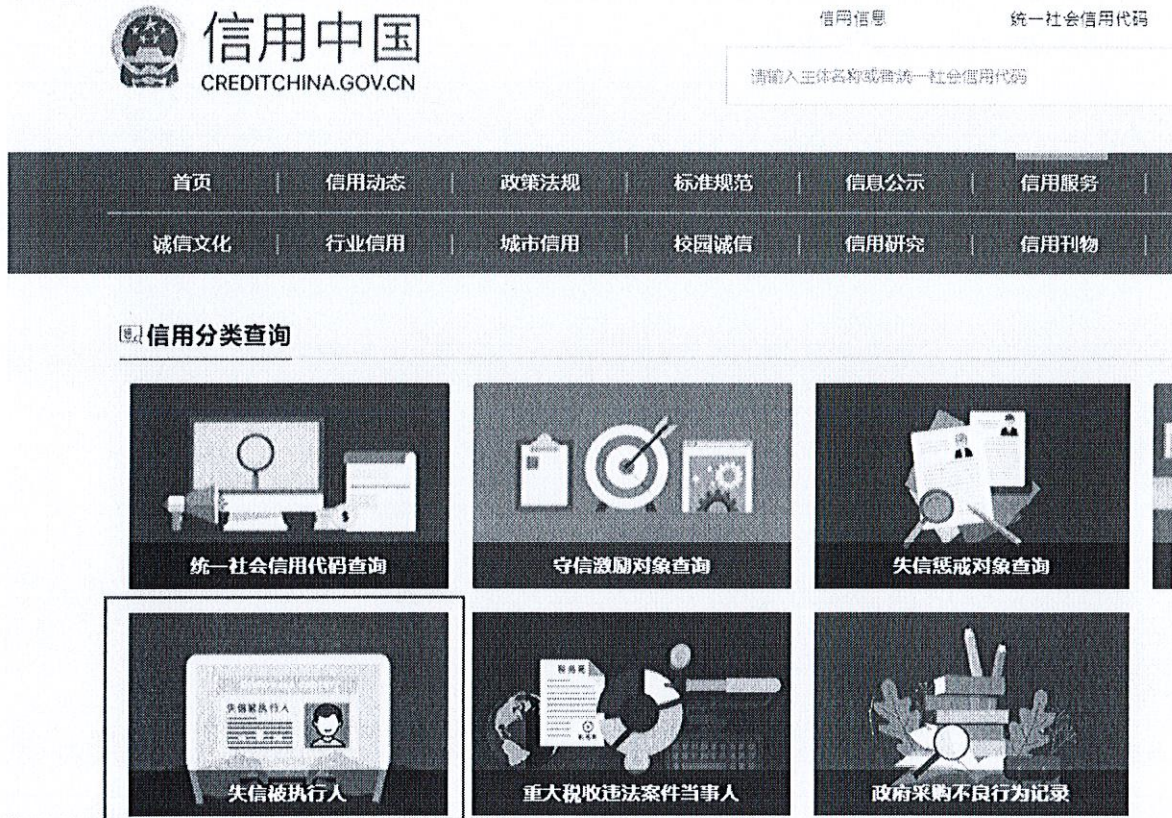 信用中国
CREDITCHINA.GOV.CN
信用信息
统一社会信用代码
请输入主体名称或者统一社会信用代码
首页
信用动态
政策法规
标准规范
信息公示
信用服务
诚信文化
行业信用
城市信用
校园诚信
信用研究
信用刊物
信用分类查询
统一社会信用代码查询
守信激励对象查询
失信惩戒对象查询
失信被执行人
失信被执行人
重大税收违法案件当事人
政府采购不良行为记录